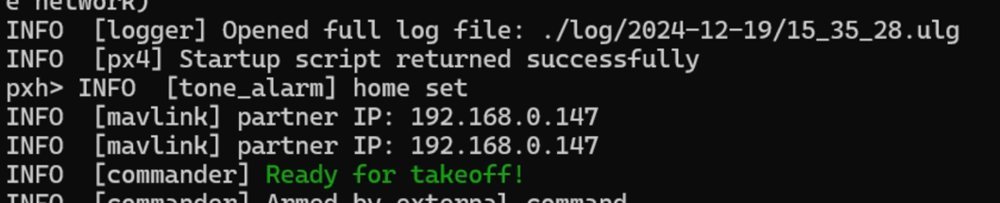 e network)
INFO  [logger] Opened full log file: ./log/2024-12-19/15_35_28.ulg
INFO  [px4] Startup script returned successfully
pxh> INFO  [tone_alarm] home set
INFO  [mavlink] partner IP: 192.168.0.147
INFO  [mavlink] partner IP: 192.168.0.147
INFO  [commander] Ready for takeoff!
INFO  [commander] Armed by external command